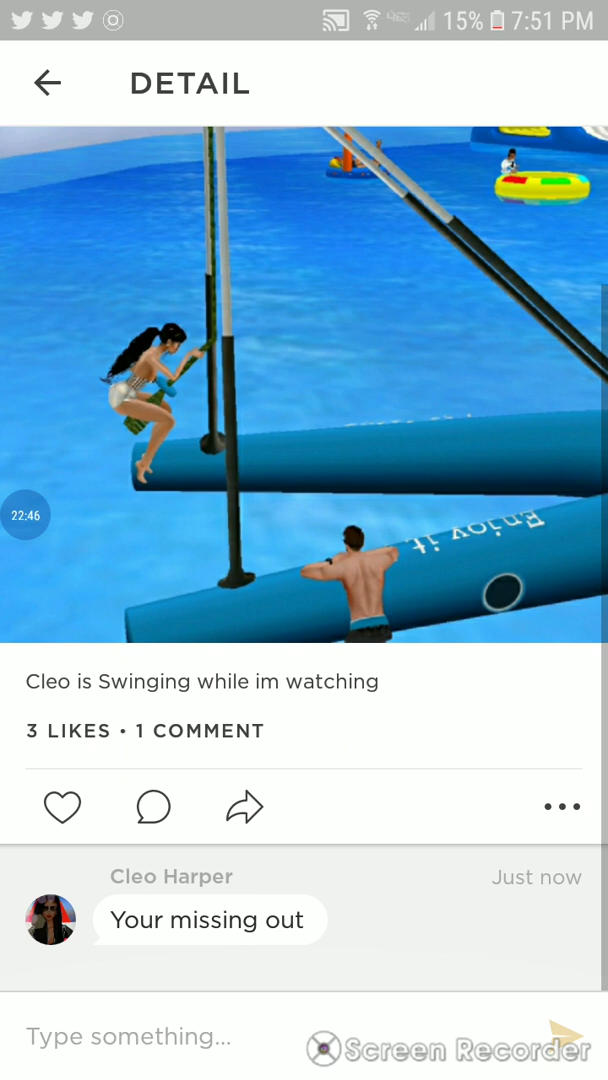 15% 7:51 PM
DETAIL
Enjoy it
22:46
Cleo is Swinging while im watching
3 LIKES • 1 COMMENT
Cleo Harper
Just now
Your missing out
Type something...
Screen Recorder